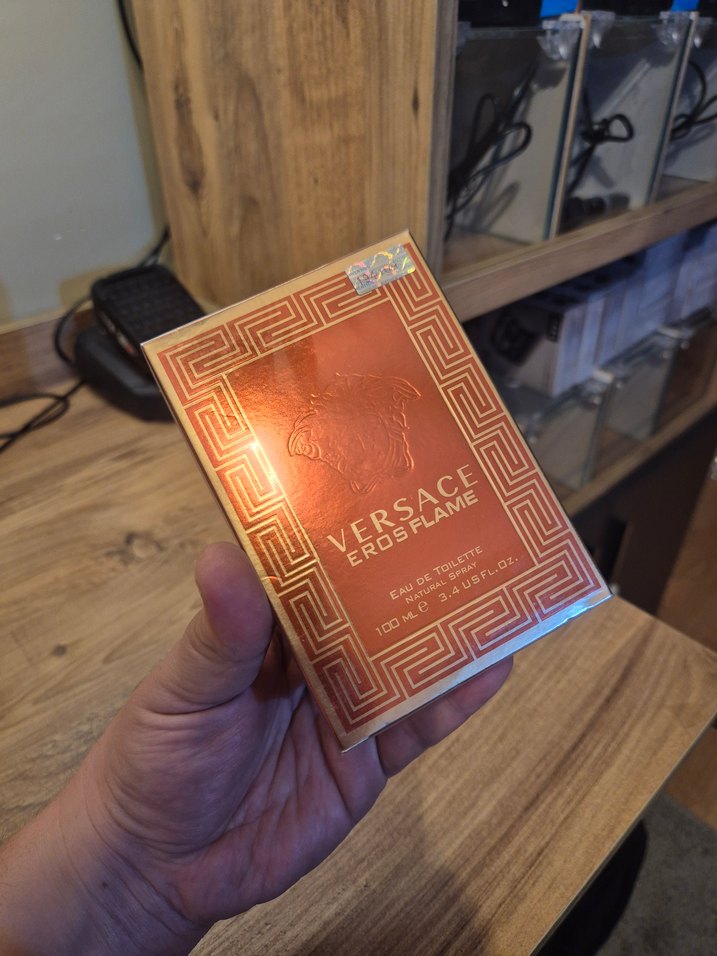 VERSACE
EROS FLAME
EAU DE TOILETTE
NATURAL SPRAY
100 ML ℮ 3.4 US FL.OZ.